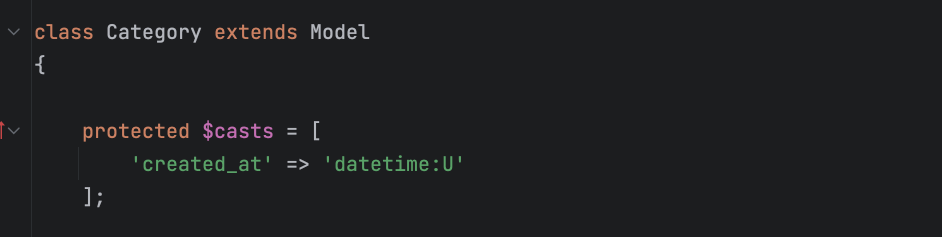 class Category extends Model
{
protected $casts = [
'created_at' => 'datetime:U'
];